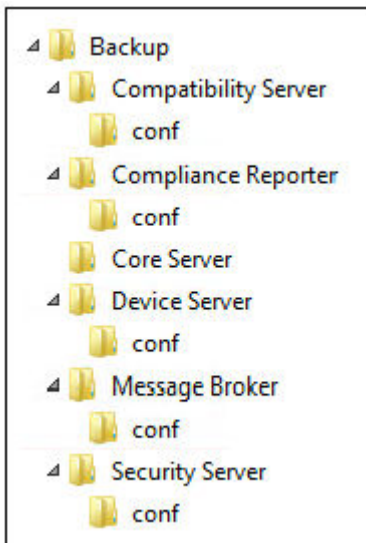 Backup
Compatibility Server
conf
Compliance Reporter
conf
Core Server
Device Server
conf
Message Broker
conf
Security Server
conf